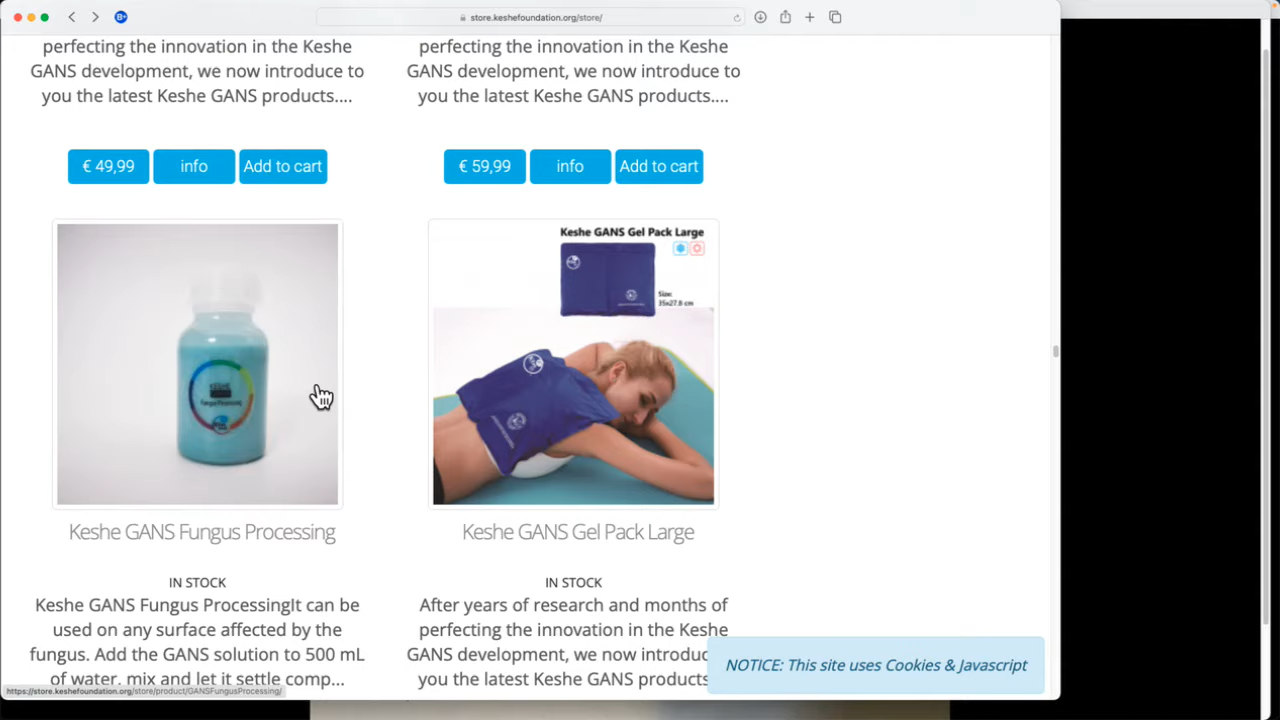 store.keshefoundation.org/store/
perfecting the innovation in the Keshe
GANS development, we now introduce to
you the latest Keshe GANS products....
perfecting the innovation in the Keshe
GANS development, we now introduce to
you the latest Keshe GANS products....
€ 49,99 info Add to cart
€ 59,99 info Add to cart
KESHE
Fungus Processing
Keshe GANS Gel Pack Large
Size:
35x27.8 cm
Keshe GANS Fungus Processing
Keshe GANS Gel Pack Large
IN STOCK
Keshe GANS Fungus ProcessingIt can be
used on any surface affected by the
fungus. Add the GANS solution to 500 mL
of water, mix and let it settle comp...
IN STOCK
After years of research and months of
perfecting the innovation in the Keshe
GANS development, we now introduc
you the latest Keshe GANS products
NOTICE: This site uses Cookies & Javascript
https://store.keshefoundation.org/store/product/GANSFungusProcessing/